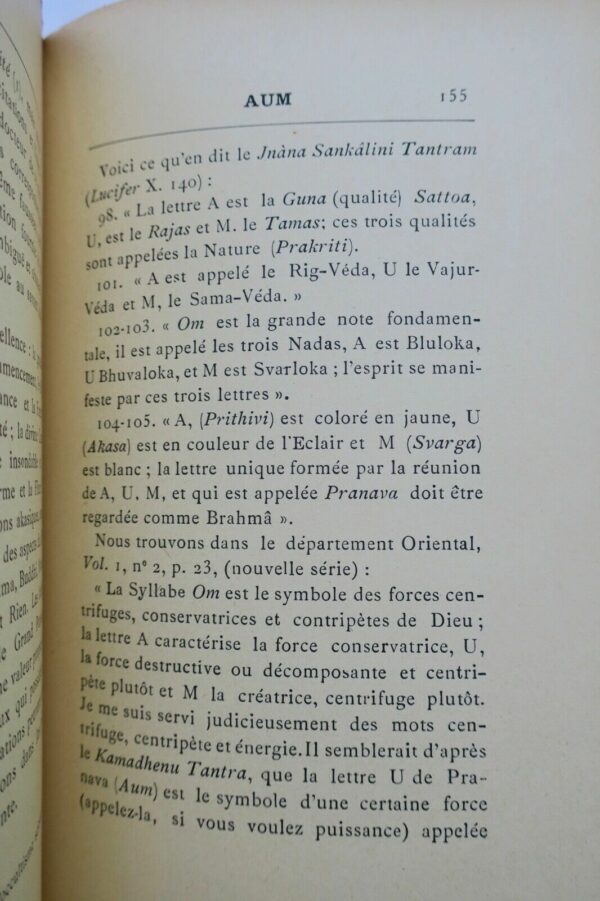 AUM 155
Voici ce qu'en dit le Jnàna Sankâlini Tantram
(Lucifer X. 140) :
98. « La lettre A est la Guna (qualité) Sattoa,
U, est le Rajas et M. le Tamas; ces trois qualités
sont appelées la Nature (Prakriti).
101. « A est appelé le Rig-Véda, U le Vajur-
Véda et M, le Sama-Véda. »
102-103. « Om est la grande note fondamen-
tale, il est appelé les trois Nadas, A est Bluloka,
U Bhuvaloka, et M est Svarloka ; l'esprit se mani-
feste par ces trois lettres ».
104-105. « A, (Prithivi) est coloré en jaune, U
(Akasa) est en couleur de l'Eclair et M (Svarga)
est blanc ; la lettre unique formée par la réunion
de A, U, M, et qui est appelée Pranava doit être
regardée comme Brahmâ ».
Nous trouvons dans le département Oriental,
Vol. 1, n° 2, p. 23, (nouvelle série) :
« La Syllabe Om est le symbole des forces cen-
trifuges, conservatrices et contripètes de Dieu ;
la lettre A caractérise la force conservatrice, U,
la force destructive ou décomposante et centri-
pète plutôt et M la créatrice, centrifuge plutôt.
Je me suis servi judicieusement des mots cen-
trifuge, centripète et énergie. Il semblerait d'après
le Kamadhenu Tantra, que la lettre U de Pra-
nava (Aum) est le symbole d'une certaine force
(appelez-la, si vous voulez puissance) appelée